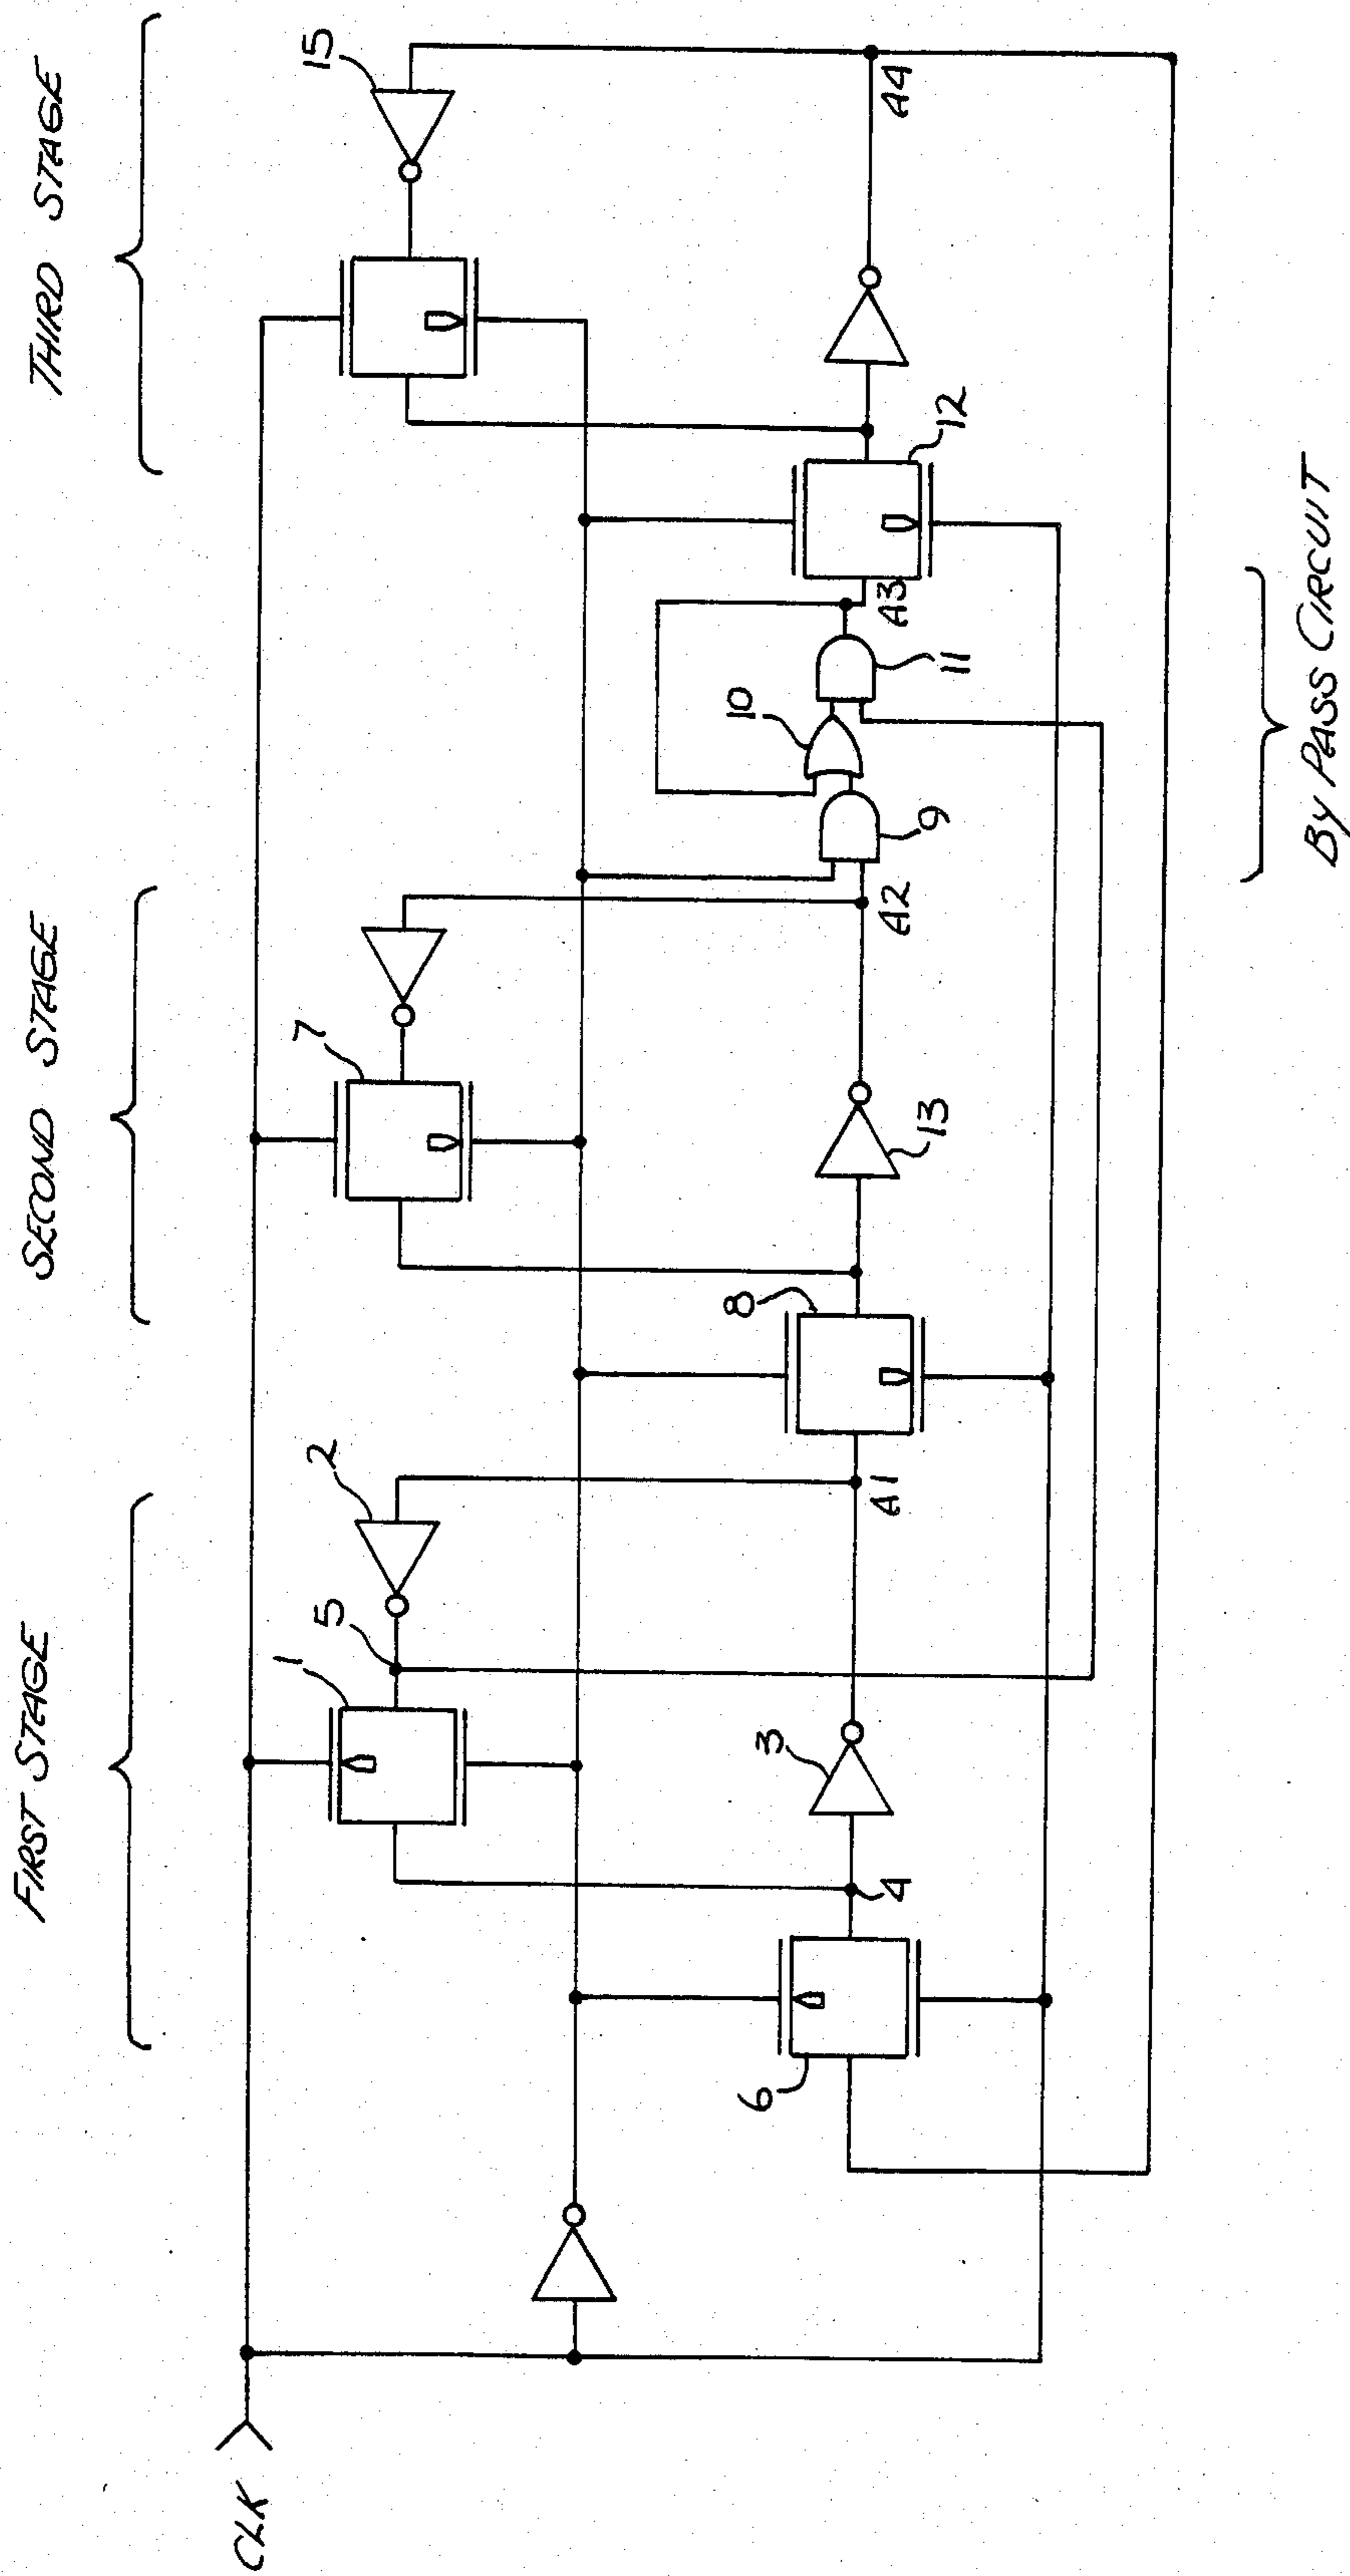 FIRST STAGE
SECOND STAGE
THIRD STAGE
CLK
1
5
2
7
15
6
4
3
A1
8
13
A2
9
10
11
A3
12
A4
BY PASS CIRCUIT